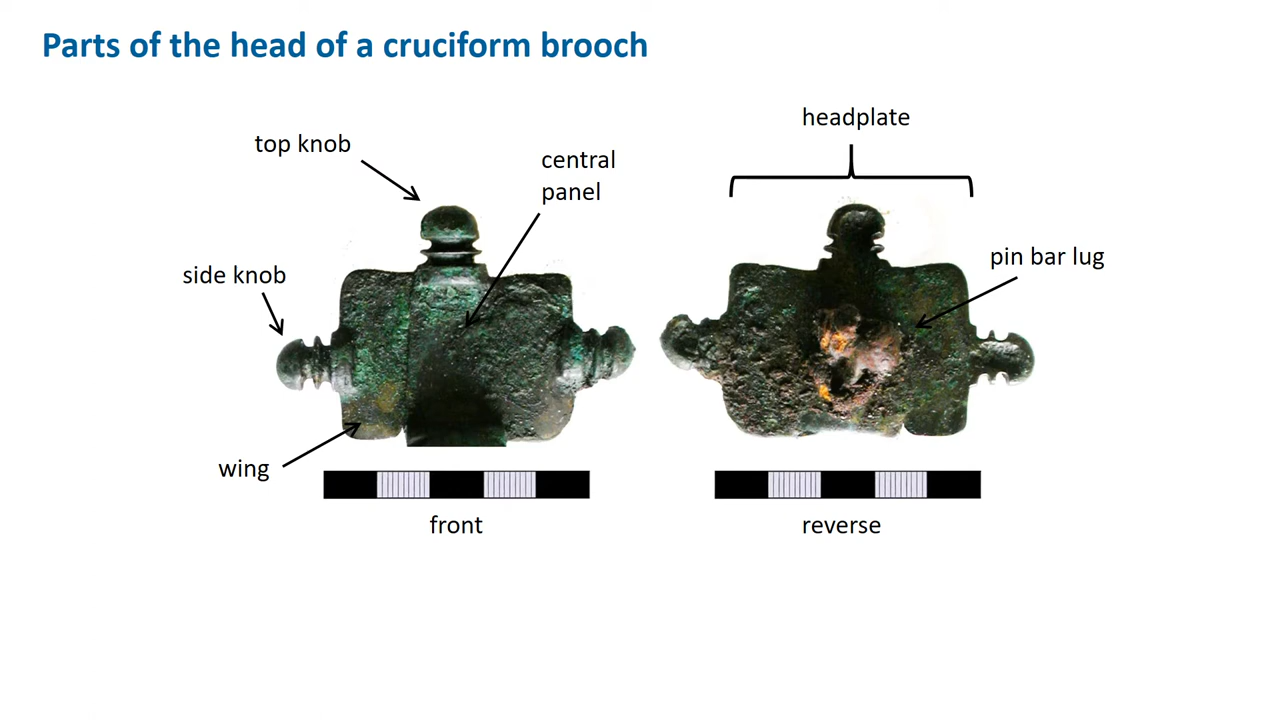 Parts of the head of a cruciform brooch
headplate
top knob
central
panel
side knob
pin bar lug
wing
front
reverse